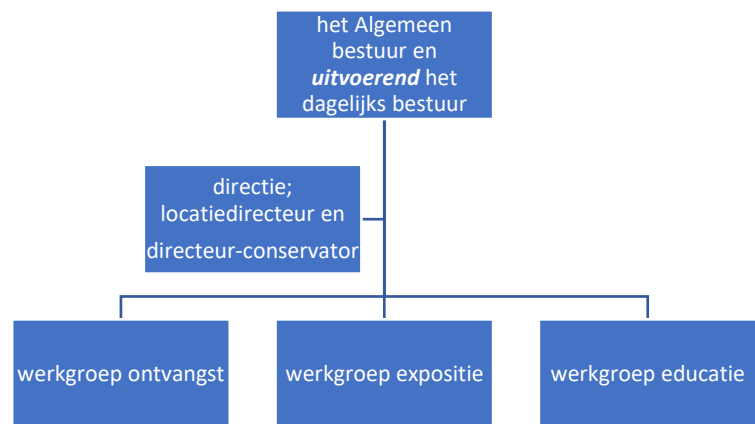 het Algemeen
bestuur en
uitvoerend het
dagelijks bestuur
directie;
locatiedirecteur en
directeur-conservator
werkgroep ontvangst
werkgroep expositie
werkgroep educatie